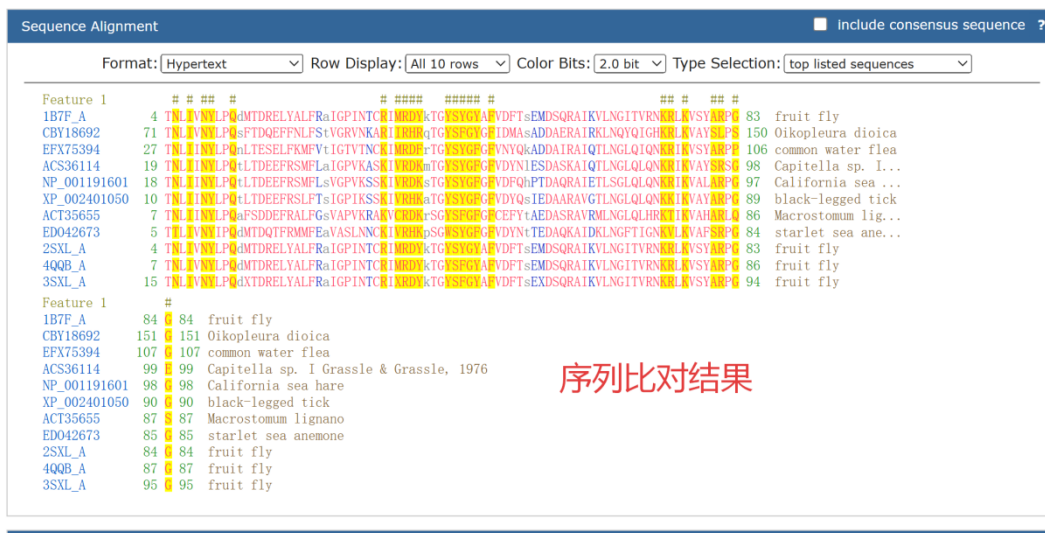 Sequence Alignment include consensus sequence ?
Format: Hypertext Row Display: All 10 rows Color Bits: 2.0 bit Type Selection: top listed sequences
Feature 1 # # ## # # #### ##### # ## # ## #
1B7F_A 4 TNLIVNYLPQdMTDRELYALFRaIGPINTCRIMRDYkTGYSYGYAFVDFTsEMDSQRAIKVLNGITVRNKRLKVSYARPG 83 fruit fly
CBY18692 71 TNLIVNYLPQsFTDQEFFNLFStVGRVNKARIIRHRqTGYSFGYGFIDMAsADDAERAIRKLNQYQIGHKRLKVAYSLPS 150 Oikopleura dioica
EFX75394 27 TNLIVNYLPQnLTESELFKMFVtIGTVTNCKIMRDFrTGYSYGFGFVNYQkADDAIRAIQTLNGLQIQNKRIKVSYARPP 106 common water flea
ACS36114 19 TNLIINYLPQtLTDEEFRSMFLaIGPVKASKIVRDKmTGYSYGFGFVDYNlESDASKAIQTLNGLQLQNKRIKVSYSRSG 98 Capitella sp. I...
NP_001191601 18 TNLIINYLPQtLTDEEFRSMFLsVGPVKSSKIVRDKsTGYSYGFGFVDFQhPTDAQRAIETLSGLQLQNKRIKVALARPG 97 California sea ...
XP_002401050 10 TNLIINYLPQtLTDEEFRSLFTsIGPIKSSKIVRHKaTGYSYGFGFVDYQsIEDAARAVGTLNGLQLQNKKIKVSYARPG 89 black-legged tick
ACT35655 7 TNLIINYLPQaFSDDEFRALFGsVAPVKRAKVCRDKrSGYSFGFGFCEFYtAEDASRAVRMLNGLQLHRKTIKVAHARLQ 86 Macrostomum lig...
EDO42673 5 TTLIVNYIPQdMTDQTFRMMFEaVASLNNCKIVRHKpSGWSYGFGFVDYNtTEDAQKAIDKLNGFTIGNKVLKVAFSRPG 84 starlet sea ane...
2SXL_A 4 TNLIVNYLPQdMTDRELYALFRaIGPINTCRIMRDYkTGYSFGYAFVDFTsEMDSQRAIKVLNGITVRNKRLKVSYARPG 83 fruit fly
4QQB_A 7 TNLIVNYLPQdMTDRELYALFRaIGPINTCRIMRDYkTGYSFGYAFVDFTsEMDSQRAIKVLNGITVRNKRLKVSYARPG 86 fruit fly
3SXL_A 15 TNLIVNYLPQdXTDRELYALFRaIGPINTCRIXRDYkTGYSYGYAFVDFTsEXDSQRAIKVLNGITVRNKRLKVSYARPG 94 fruit fly
Feature 1 #
1B7F_A 84 G 84 fruit fly
CBY18692 151 G 151 Oikopleura dioica
EFX75394 107 G 107 common water flea
ACS36114 99 E 99 Capitella sp. I Grassle & Grassle, 1976
NP_001191601 98 G 98 California sea hare
XP_002401050 90 G 90 black-legged tick
ACT35655 87 S 87 Macrostomum lignano
EDO42673 85 G 85 starlet sea anemone
2SXL_A 84 G 84 fruit fly
4QQB_A 87 G 87 fruit fly
3SXL_A 95 G 95 fruit fly
序列比对结果